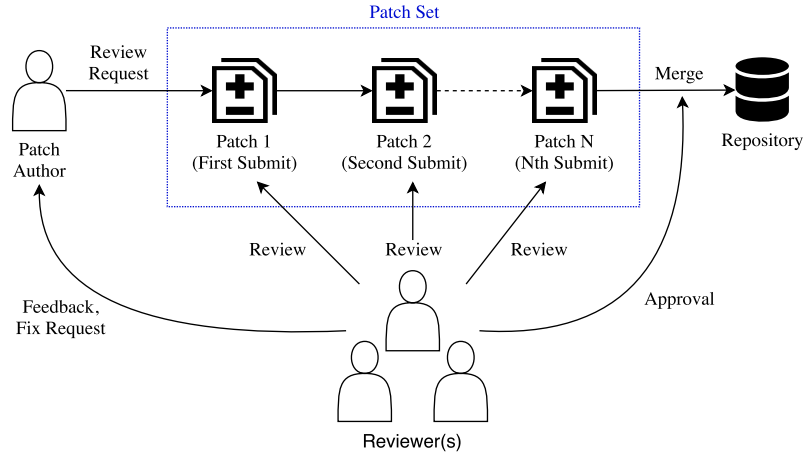 Patch Set
Review
Request
Merge
Patch 1
(First Submit)
Patch 2
(Second Submit)
Patch N
(Nth Submit)
Repository
Patch
Author
Review
Review
Review
Feedback,
Fix Request
Approval
Reviewer(s)